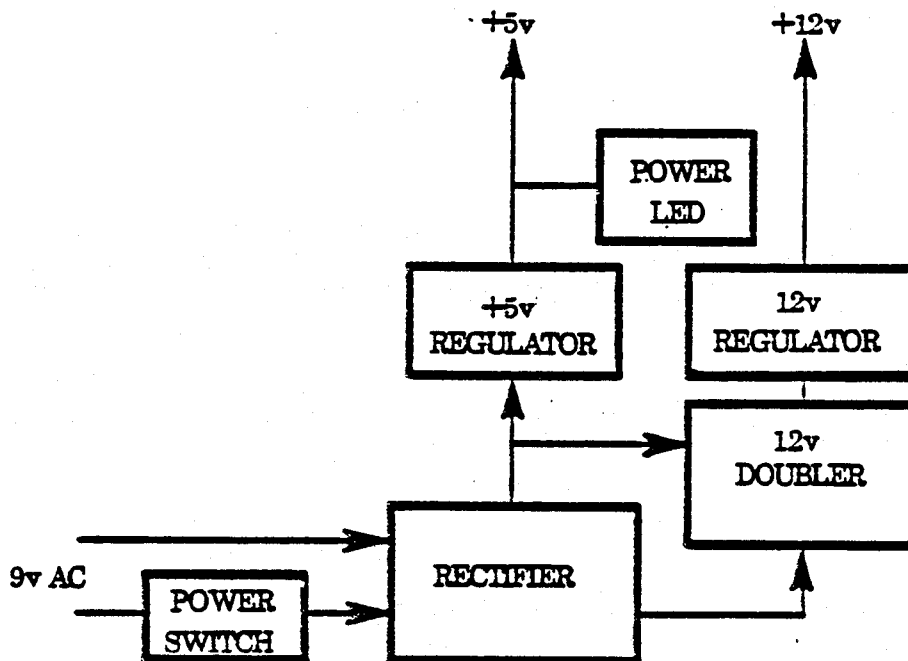 +5v
+12v
POWER
LED
+5v
REGULATOR
12v
REGULATOR
12v
DOUBLER
9v AC
POWER
SWITCH
RECTIFIER